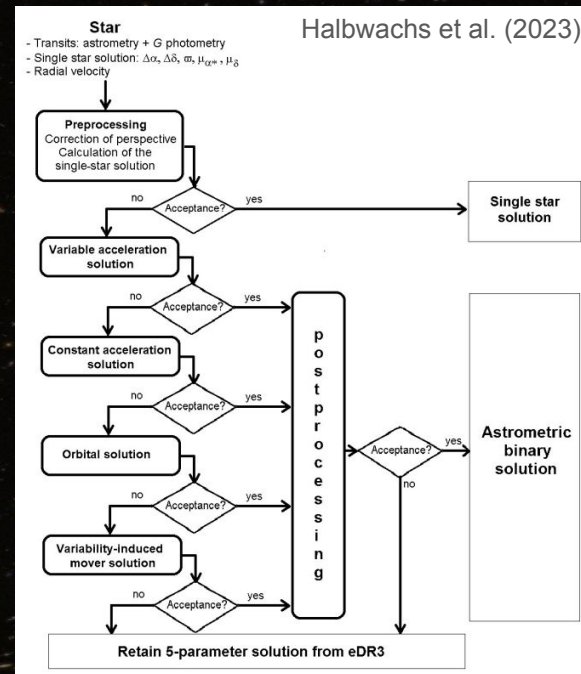 Halbwachs et al. (2023)
Star
- Transits: astrometry + G photometry
- Single star solution: Δα, Δδ, ϖ, μα*, μδ
- Radial velocity
Preprocessing
Correction of perspective
Calculation of the
single-star solution
no
Acceptance?
yes
Single star
solution
Variable acceleration
solution
no
Acceptance?
yes
Constant acceleration
solution
no
Acceptance?
yes
Orbital solution
no
Acceptance?
yes
Variability-induced
mover solution
no
Acceptance?
yes
postprocessing
Acceptance?
yes
no
Astrometric
binary
solution
Retain 5-parameter solution from eDR3